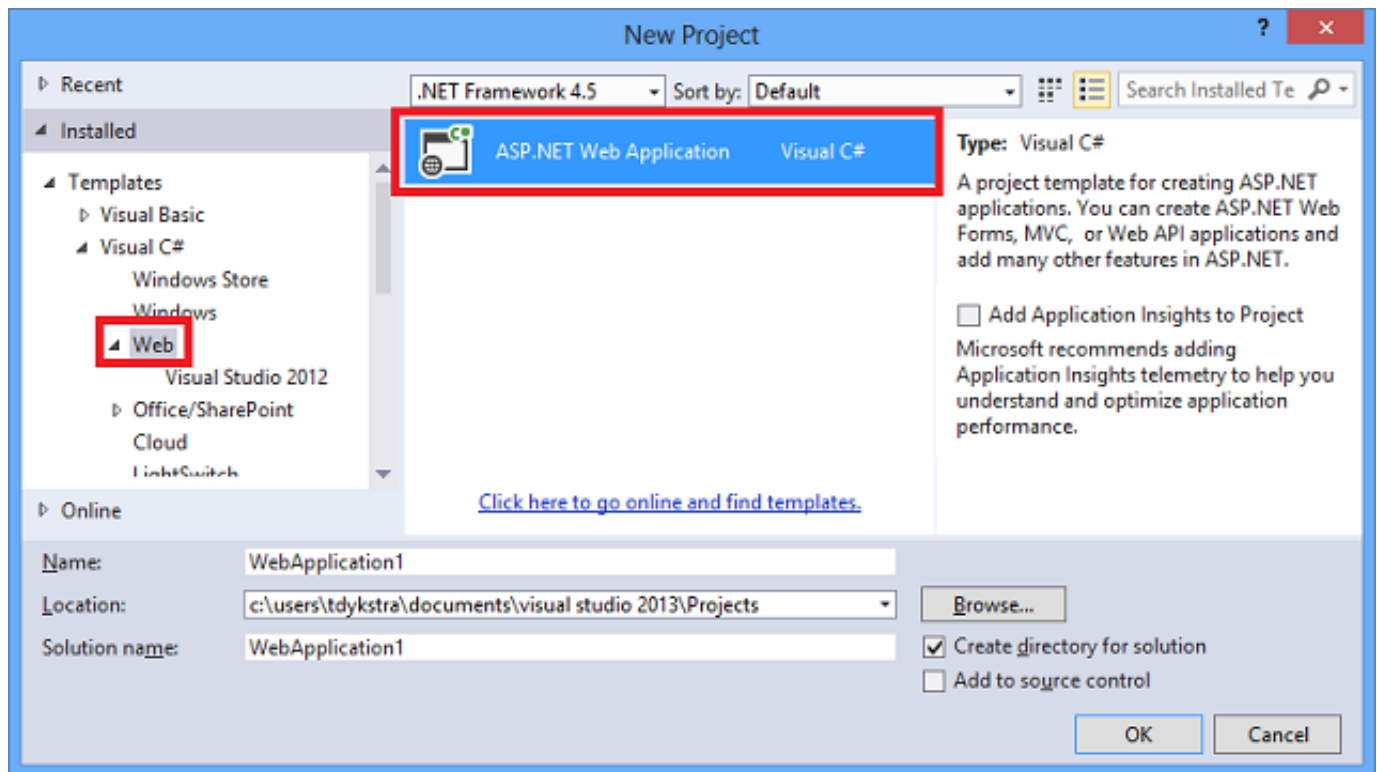 New Project
?
Recent
.NET Framework 4.5 Sort by: Default Search Installed Te
Installed
Templates
Visual Basic
Visual C#
Windows Store
Windows
Web
Visual Studio 2012
Office/SharePoint
Cloud
LightSwitch
Online
ASP.NET Web Application Visual C#
Click here to go online and find templates.
Type: Visual C#
A project template for creating ASP.NET
applications. You can create ASP.NET Web
Forms, MVC, or Web API applications and
add many other features in ASP.NET.
Add Application Insights to Project
Microsoft recommends adding
Application Insights telemetry to help you
understand and optimize application
performance.
Name: WebApplication1
Location: c:\users\tdykstra\documents\visual studio 2013\Projects Browse...
Solution name: WebApplication1 Create directory for solution
Add to source control
OK Cancel